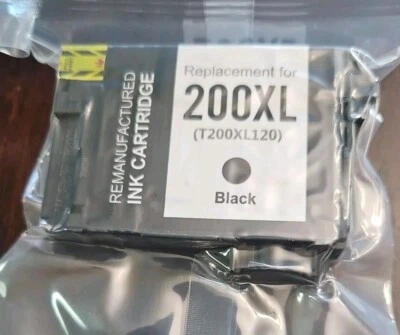 REMANUFACTURED
INK CARTRIDGE
Replacement for
200XL
(T200XL120)
Black